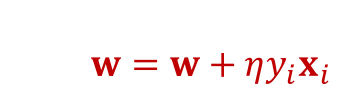 𝐰 = 𝐰 + 𝜂𝑦ᵢ𝐱ᵢ